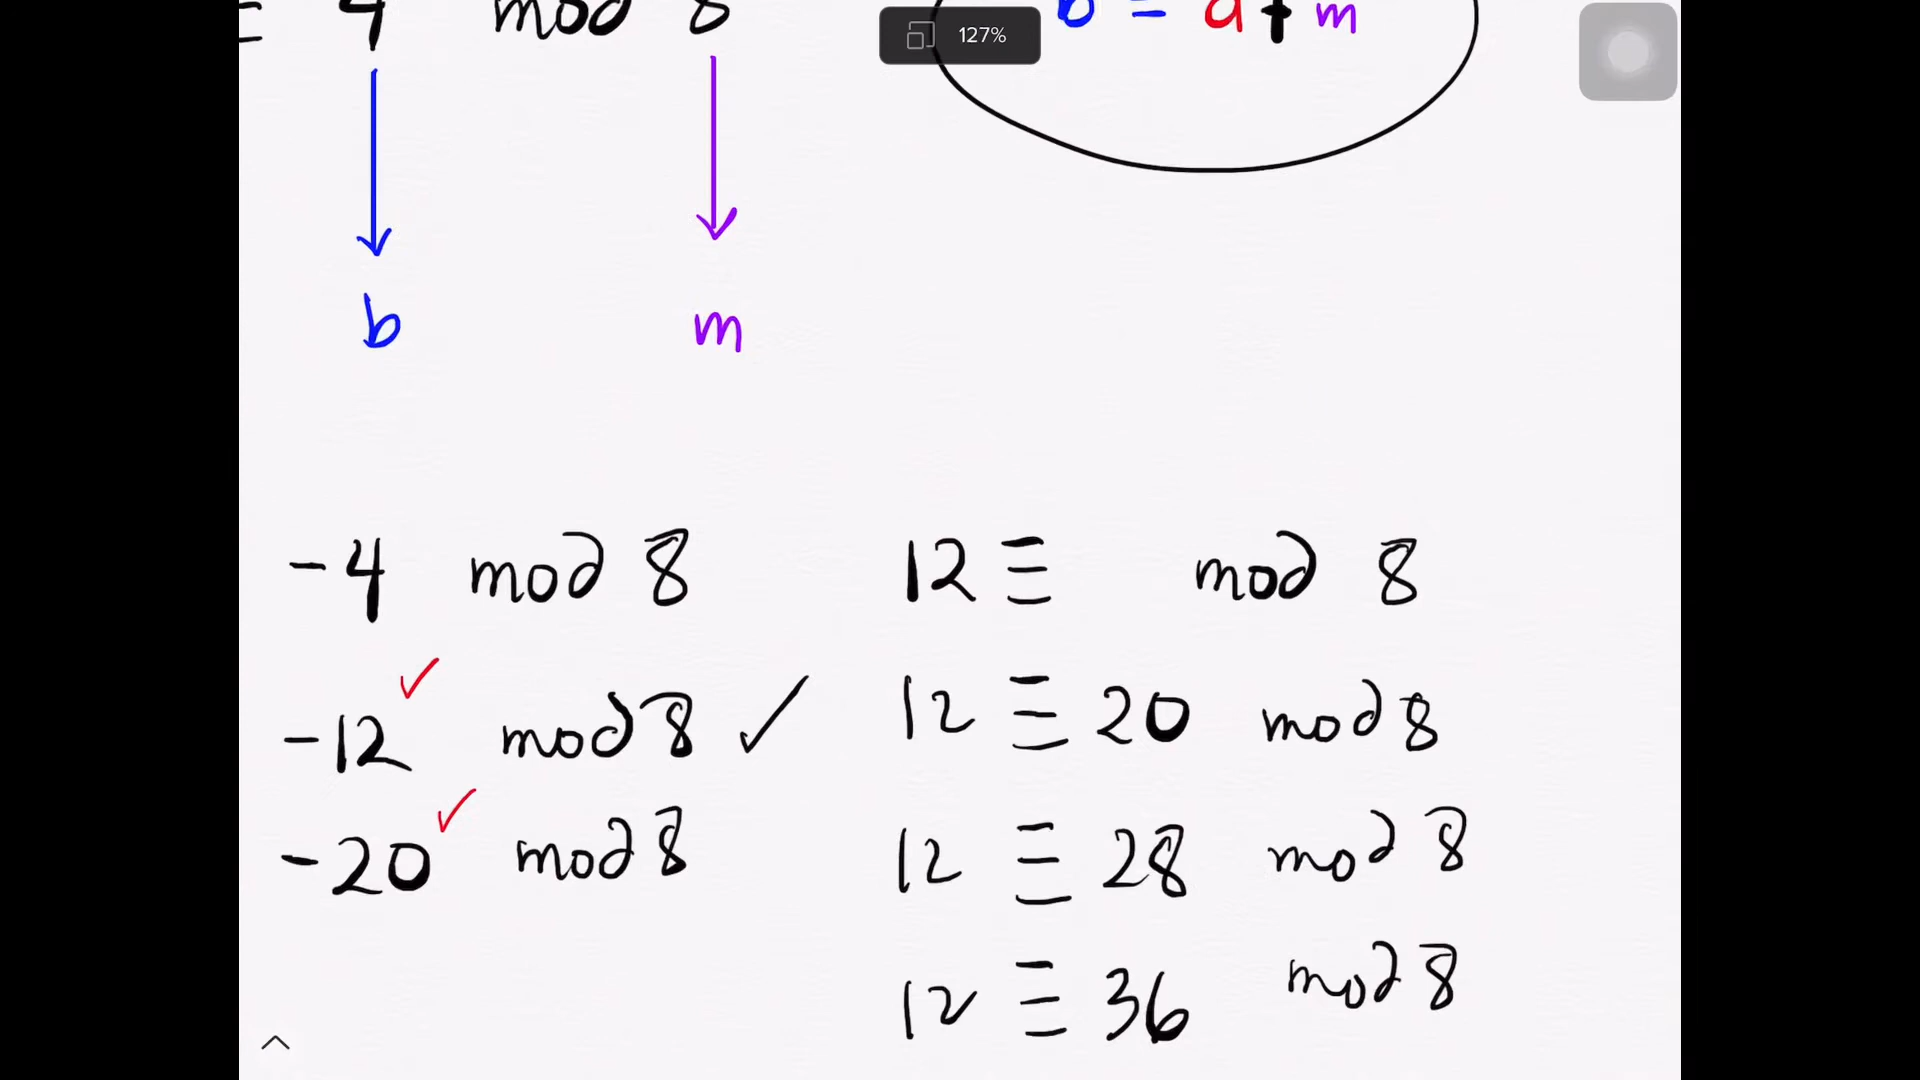 ≡ 4 mod 8
b = a + m
127%
b m
-4 mod 8
-12 mod 8 ✓
-20 mod 8
12 ≡ mod 8
12 ≡ 20 mod 8
12 ≡ 28 mod 8
12 ≡ 36 mod 8